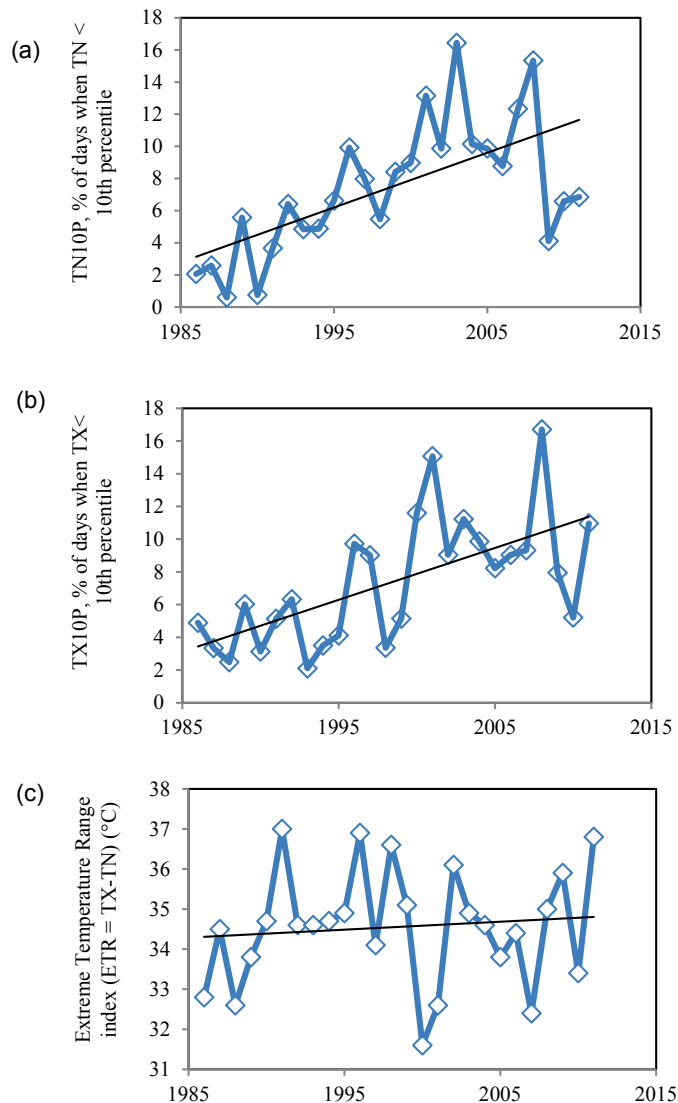 (a)
TN10P, % of days when TN <
10th percentile
18
16
14
12
10
8
6
4
2
0
1985 1995 2005 2015
(b)
TX10P, % of days when TX<
10th percentile
18
16
14
12
10
8
6
4
2
0
1985 1995 2005 2015
(c)
Extreme Temperature Range
index (ETR = TX-TN) (°C)
38
37
36
35
34
33
32
31
1985 1995 2005 2015